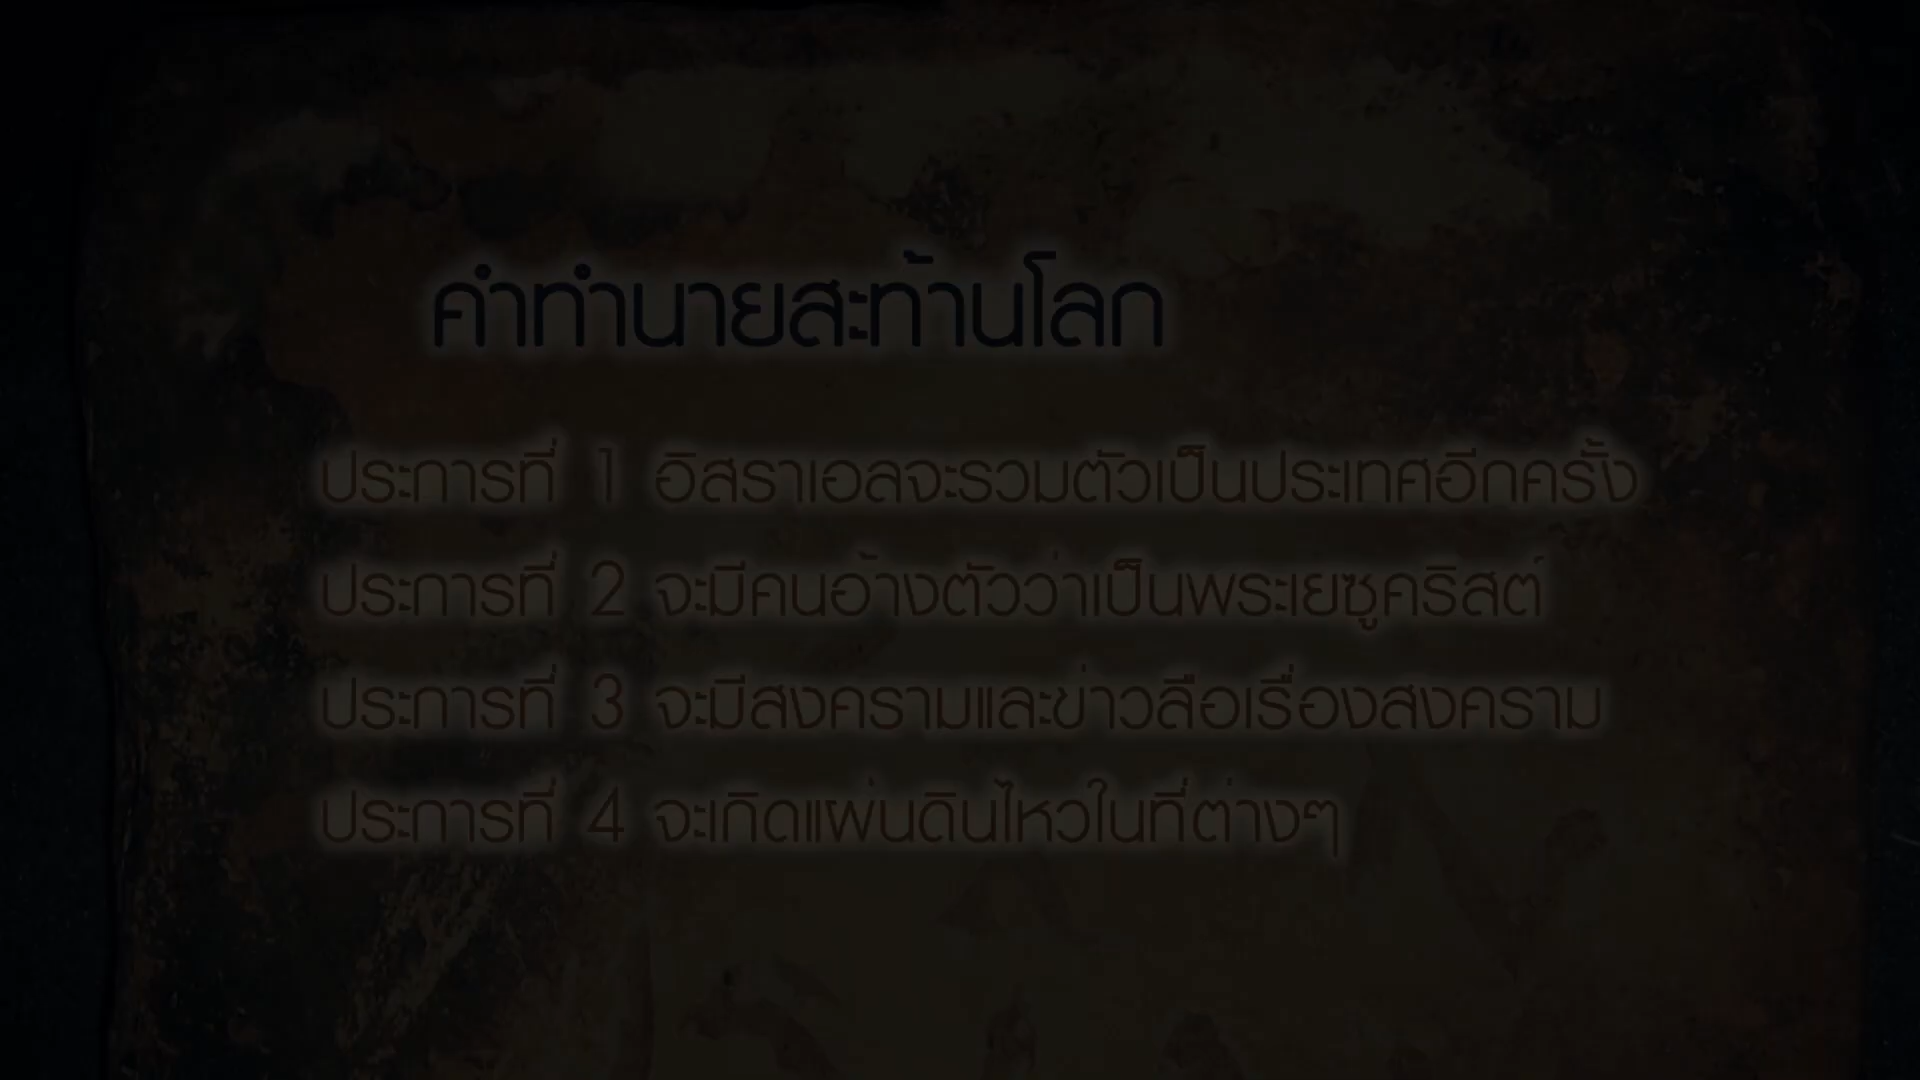 คำทำนายสะท้านโลก
ประการที่ 1 อิสราเอลจะรวมตัวเป็นประเทศอีกครั้ง
ประการที่ 2 จะมีคนอ้างตัวว่าเป็นพระเยซูคริสต์
ประการที่ 3 จะมีสงครามและข่าวลือเรื่องสงคราม
ประการที่ 4 จะเกิดแผ่นดินไหวในที่ต่างๆ